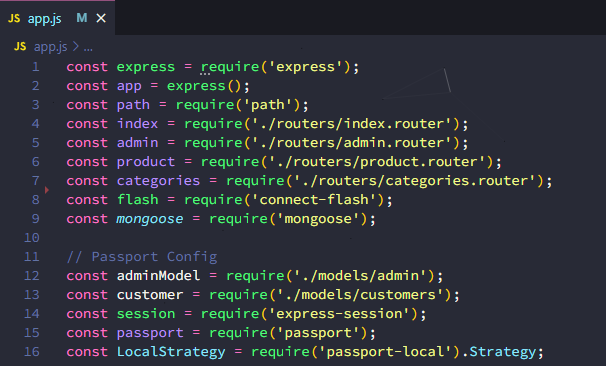 JS app.js M ×
JS app.js > ...
1 const express = require('express');
2 const app = express();
3 const path = require('path');
4 const index = require('./routers/index.router');
5 const admin = require('./routers/admin.router');
6 const product = require('./routers/product.router');
7 const categories = require('./routers/categories.router');
8 const flash = require('connect-flash');
9 const mongoose = require('mongoose');
10
11 // Passport Config
12 const adminModel = require('./models/admin');
13 const customer = require('./models/customers');
14 const session = require('express-session');
15 const passport = require('passport');
16 const LocalStrategy = require('passport-local').Strategy;